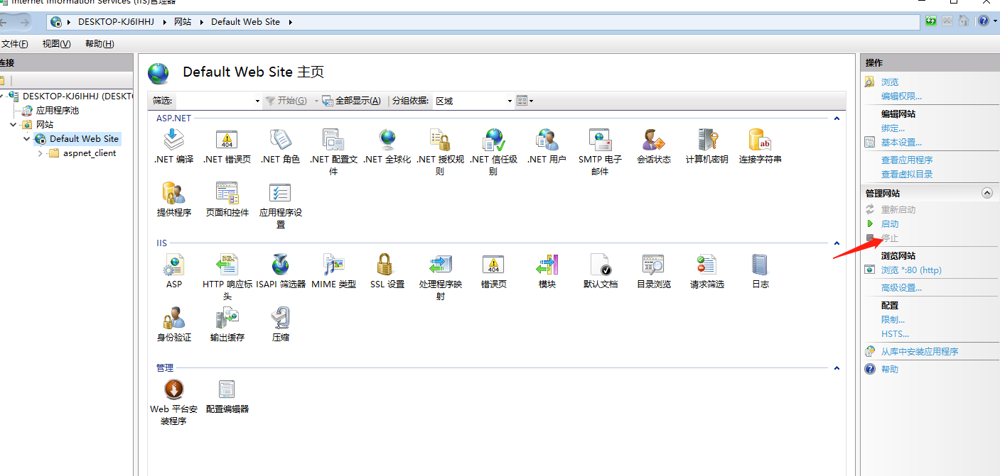 Internet Information Services (IIS)管理器
DESKTOP-KJ6IHHJ
网站
Default Web Site
文件(F)
视图(V)
帮助(H)
连接
DESKTOP-KJ6IHHJ (DESKT
应用程序池
网站
Default Web Site
aspnet_client
Default Web Site 主页
筛选:
开始(G)
全部显示(A)
分组依据:
区域
ASP.NET
.NET 编译
.NET 错误页
.NET 角色
.NET 配置文
件
.NET 全球化
.NET 授权规
则
.NET 信任级
别
.NET 用户
SMTP 电子
邮件
会话状态
计算机密钥
连接字符串
提供程序
页面和控件
应用程序设
置
IIS
ASP
HTTP 响应标
头
ISAPI 筛选器
MIME 类型
SSL 设置
处理程序映
射
错误页
模块
默认文档
目录浏览
请求筛选
日志
身份验证
输出缓存
压缩
管理
Web 平台安
装程序
配置编辑器
操作
浏览
编辑权限...
编辑网站
绑定...
基本设置...
查看应用程序
查看虚拟目录
管理网站
重新启动
启动
停止
浏览网站
浏览 *:80 (http)
高级设置...
配置
限制...
HSTS...
从库中安装应用程序
帮助